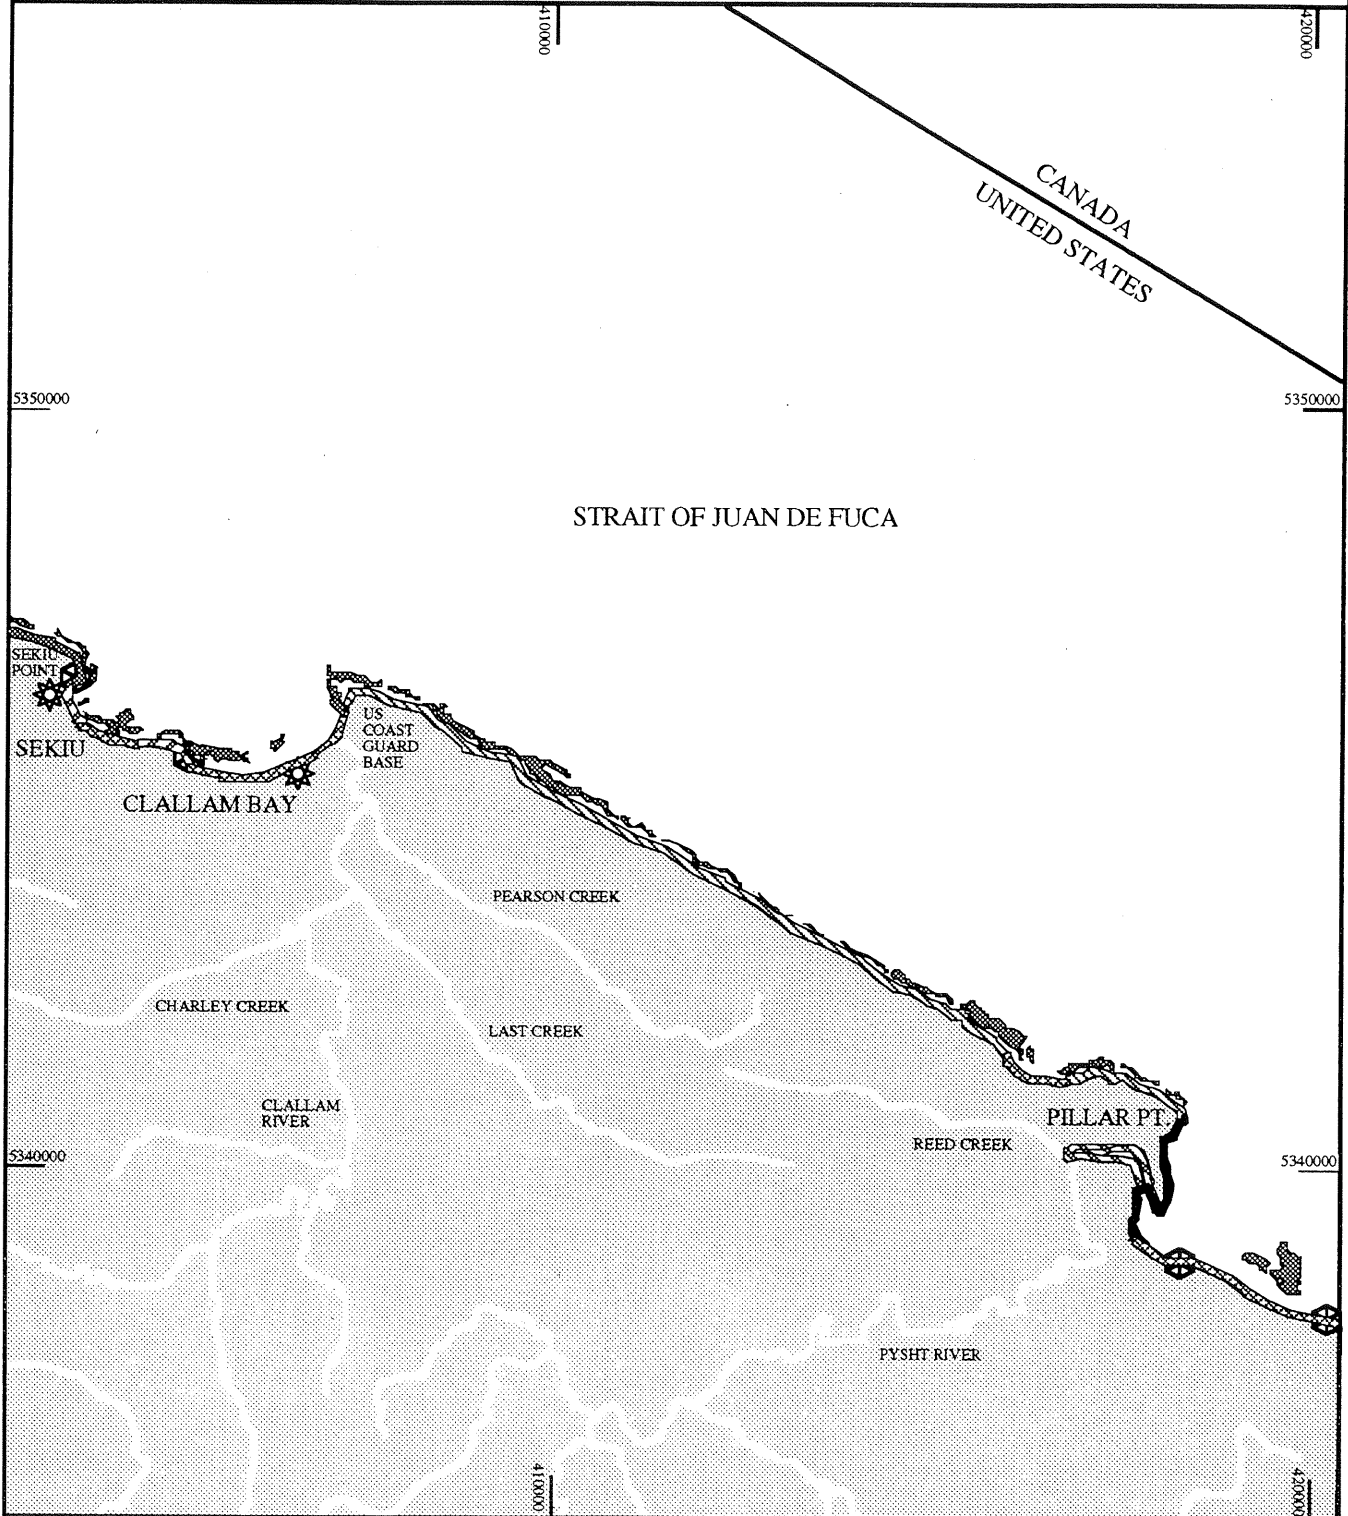 410000
420000
CANADA
UNITED STATES
5350000
5350000
STRAIT OF JUAN DE FUCA
SEKIU
POINT
SEKIU
US
COAST
GUARD
BASE
CLALLAM BAY
PEARSON CREEK
CHARLEY CREEK
LAST CREEK
CLALLAM
RIVER
PILLAR PT.
REED CREEK
5340000
5340000
PYSHT RIVER
410000
420000